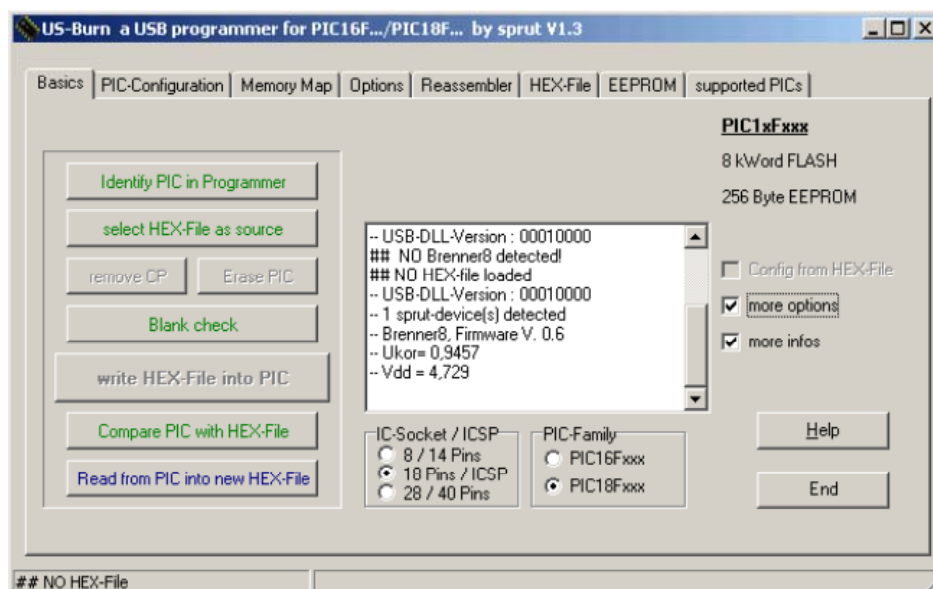 US-Burn a USB programmer for PIC16F.../PIC18F... by sprut V1.3
Basics PIC-Configuration Memory Map Options Reassembler HEX-File EEPROM supported PICs
PIC1xFxxx
8 kWord FLASH
256 Byte EEPROM
Identify PIC in Programmer
select HEX-File as source
remove CP Erase PIC
Blank check
write HEX-File into PIC
Compare PIC with HEX-File
Read from PIC into new HEX-File
-- USB-DLL-Version : 00010000
## NO Brenner8 detected!
## NO HEX-file loaded
-- USB-DLL-Version : 00010000
-- 1 sprut-device(s) detected
-- Brenner8, Firmware V. 0.6
-- Ukor= 0,9457
-- Vdd = 4,729
Config from HEX-File
more options
more infos
IC-Socket / ICSP
8 / 14 Pins
18 Pins / ICSP
28 / 40 Pins
PIC-Family
PIC16Fxxx
PIC18Fxxx
Help
End
## NO HEX-File